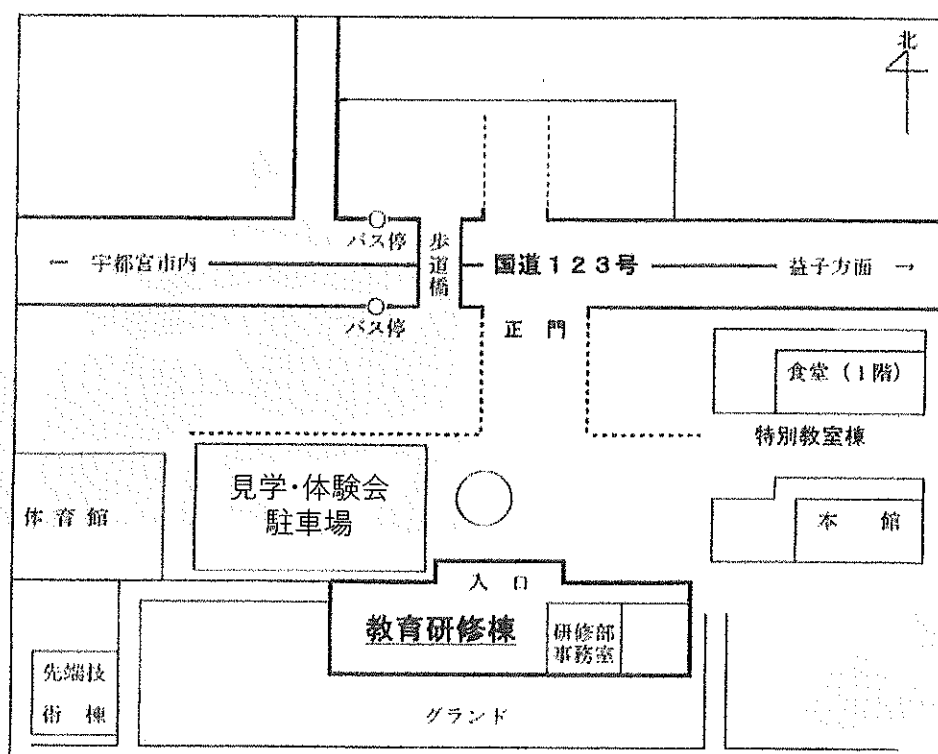 北
バス停
歩道橋
← 宇都宮市内
国道123号
益子方面 →
バス停
正門
食堂(1階)
特別教室棟
見学・体験会
駐車場
体育館
本館
入口
教育研修棟
研修部
事務室
先端技
術棟
グランド